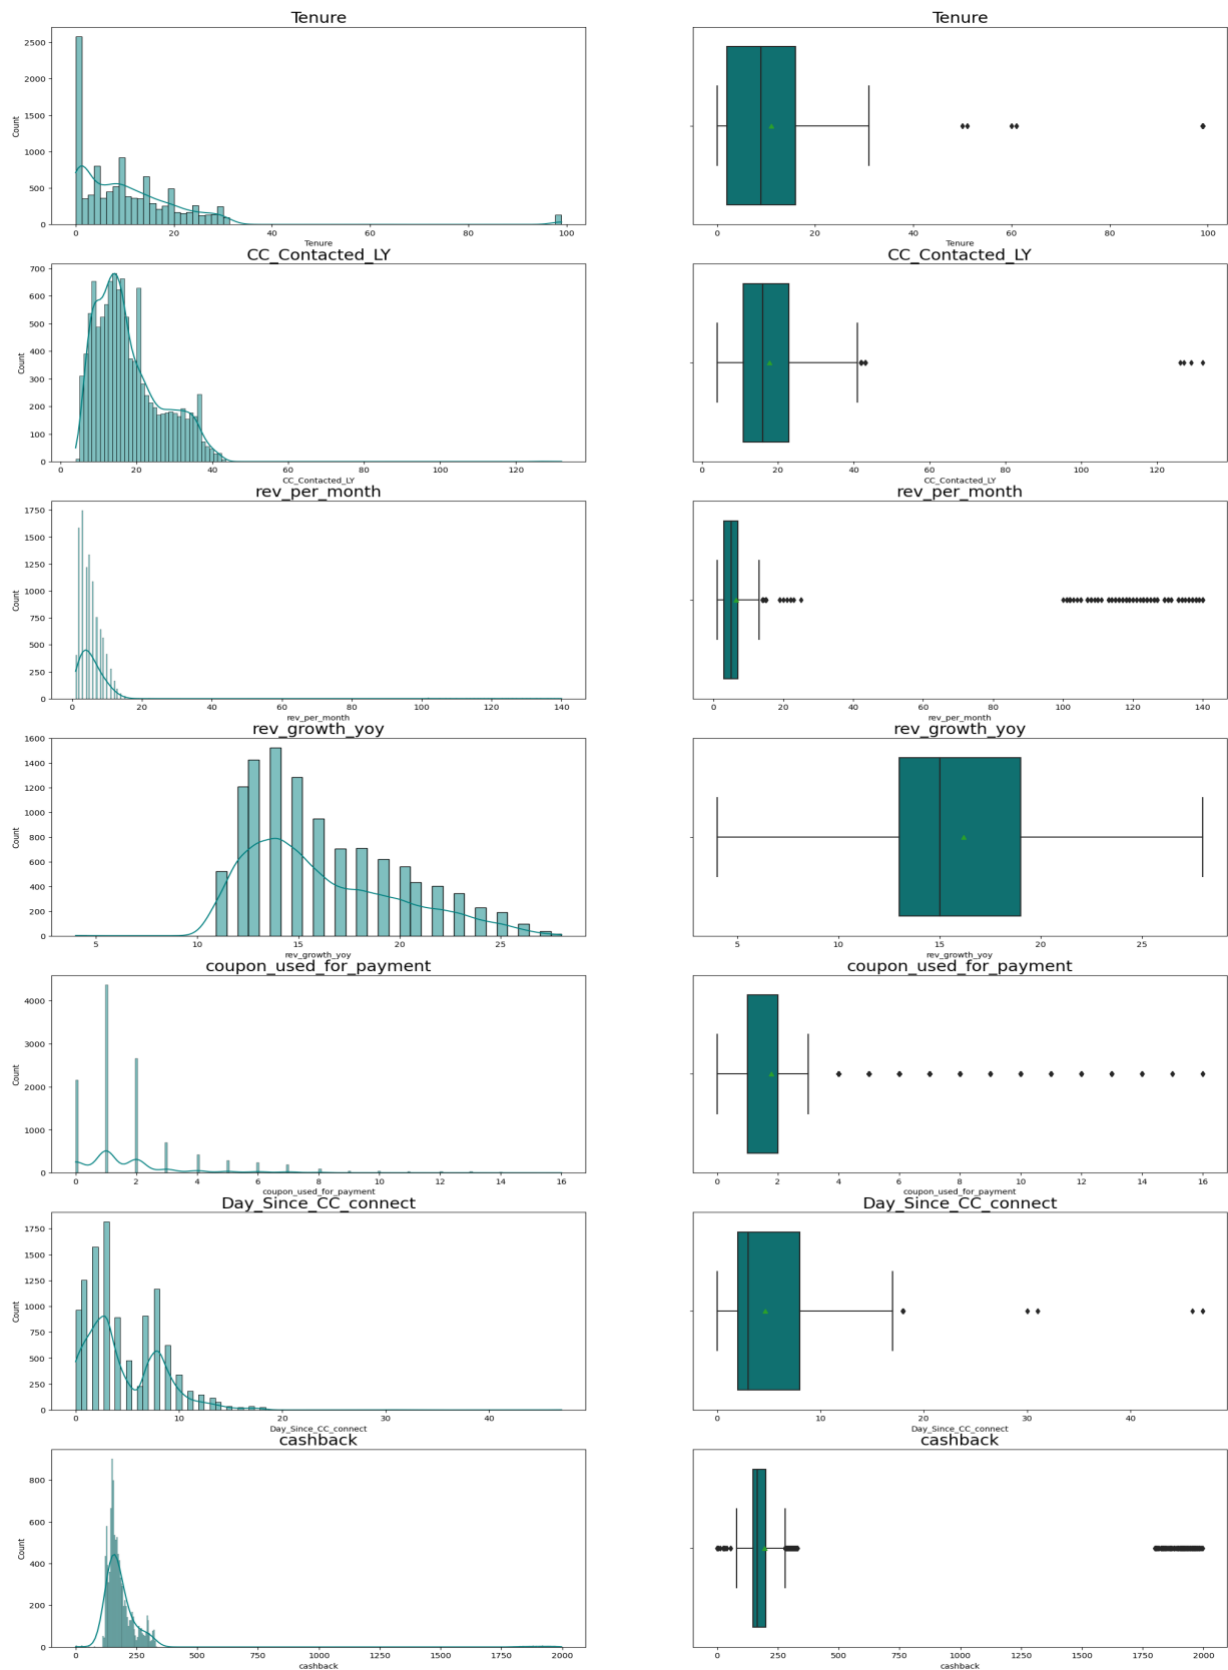 Tenure
Tenure
2500
2000
1500
1000
500
0
Count
0 20 40 60 80 100
0 20 40 60 80 100
Tenure
Tenure
CC_Contacted_LY
CC_Contacted_LY
700
600
500
400
300
200
100
0
Count
0 20 40 60 80 100 120
0 20 40 60 80 100 120
CC_Contacted_LY
CC_Contacted_LY
rev_per_month
rev_per_month
1750
1500
1250
1000
750
500
250
0
Count
0 20 40 60 80 100 120 140
0 20 40 60 80 100 120 140
rev_per_month
rev_per_month
rev_growth_yoy
rev_growth_yoy
1600
1400
1200
1000
800
600
400
200
0
Count
5 10 15 20 25
5 10 15 20 25
rev_growth_yoy
rev_growth_yoy
coupon_used_for_payment
coupon_used_for_payment
4000
3000
2000
1000
0
Count
0 2 4 6 8 10 12 14 16
0 2 4 6 8 10 12 14 16
coupon_used_for_payment
coupon_used_for_payment
Day_Since_CC_connect
Day_Since_CC_connect
1750
1500
1250
1000
750
500
250
0
Count
0 10 20 30 40
0 10 20 30 40
Day_Since_CC_connect
Day_Since_CC_connect
cashback
cashback
800
600
400
200
0
Count
0 250 500 750 1000 1250 1500 1750 2000
0 250 500 750 1000 1250 1500 1750 2000
cashback
cashback